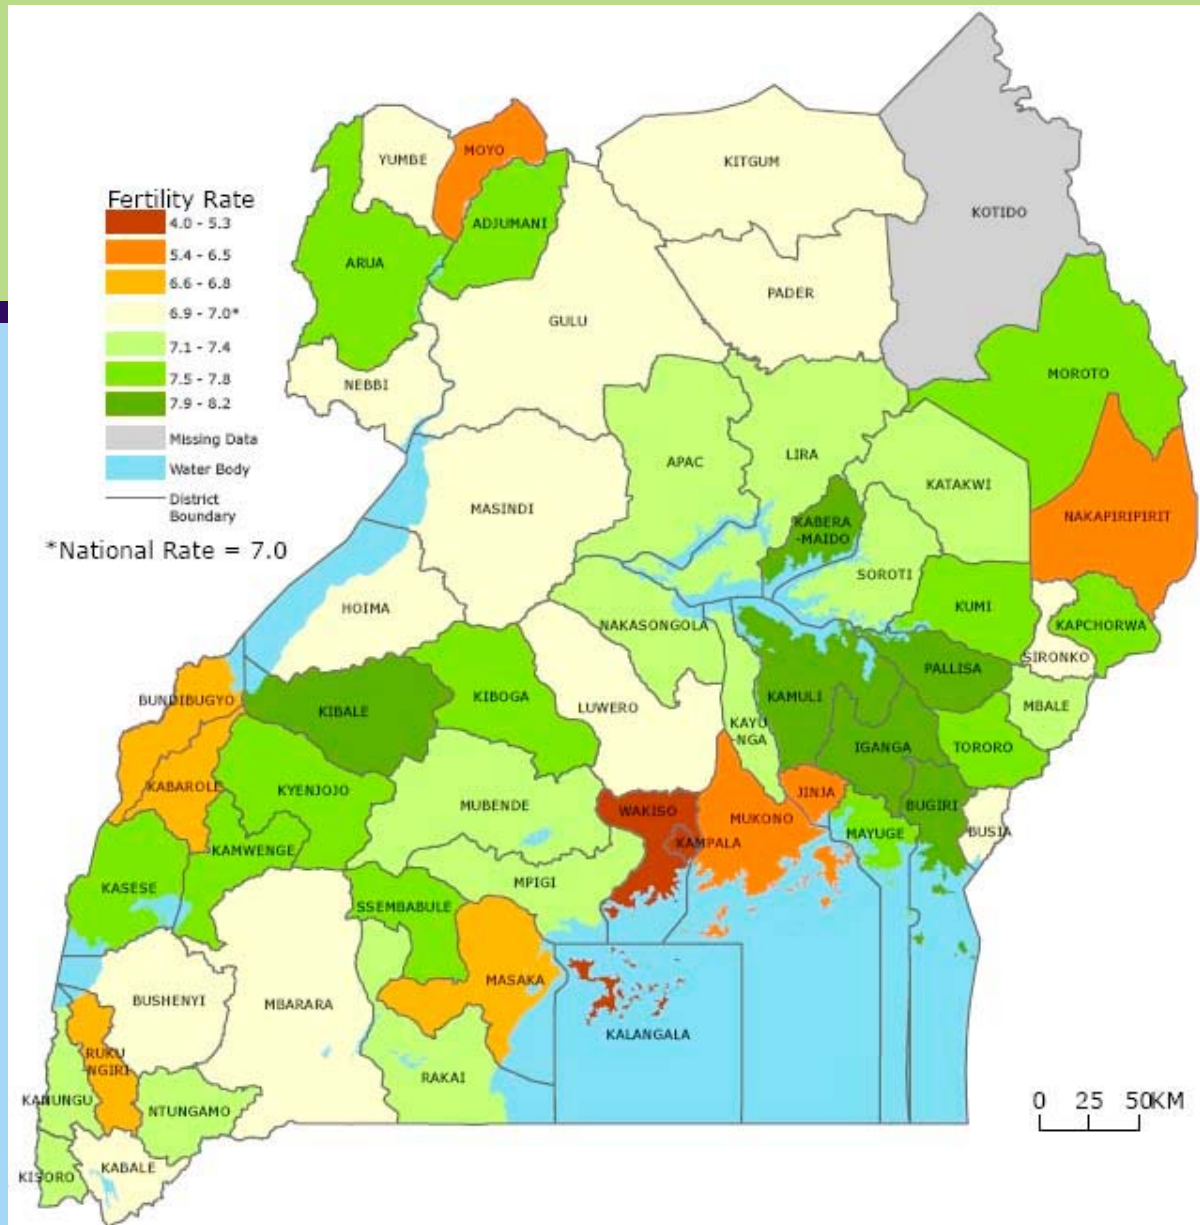 YUMBE
MOYO
KITGUM
Fertility Rate
4.0 - 5.3
5.4 - 6.5
6.6 - 6.8
6.9 - 7.0*
7.1 - 7.4
7.5 - 7.8
7.9 - 8.2
Missing Data
Water Body
District
Boundary
*National Rate = 7.0
ADJUMANI
KOTIDO
ARUA
PADER
GULU
NEBBI
MOROTO
APAC
LIRA
KATAKWI
MASINDI
KABERA
-MAIDO
NAKAPIRIPIRIT
SOROTI
HOIMA
KUMI
NAKASONGOLA
KAPCHORWA
SIRONKO
PALLISA
BUNDIBUGYO
KIBALE
KIBOGA
LUWERO
KAMULI
MBALE
KAYU
-NGA
IGANGA
TORORO
KABAROLE
KYENJOJO
MUBENDE
WAKISO
JINJA
MUKONO
BUGIRI
MAYUGE
BUSIA
KAMPALA
KAMWENGE
MPIGI
KASESE
SSEMBABULE
MASAKA
BUSHENYI
MBARARA
KALANGALA
RUKU
NGIRI
RAKAI
KANUNGU
NTUNGAMO
0 25 50KM
KABALE
KISORO